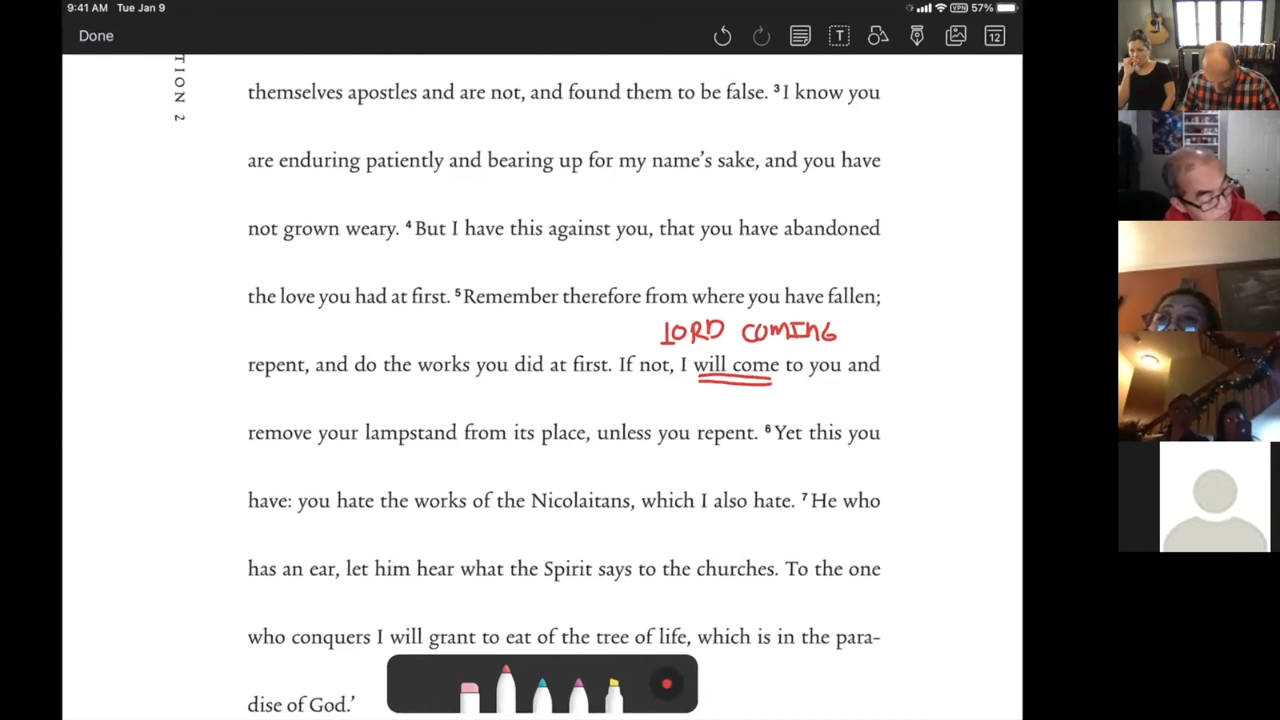 9:41 AM Tue Jan 9
VPN 57%
Done
T
12
TION 2
themselves apostles and are not, and found them to be false. ³ I know you
are enduring patiently and bearing up for my name’s sake, and you have
not grown weary. ⁴ But I have this against you, that you have abandoned
the love you had at first. ⁵ Remember therefore from where you have fallen;
LORD COMING
repent, and do the works you did at first. If not, I will come to you and
remove your lampstand from its place, unless you repent. ⁶ Yet this you
have: you hate the works of the Nicolaitans, which I also hate. ⁷ He who
has an ear, let him hear what the Spirit says to the churches. To the one
who conquers I will grant to eat of the tree of life, which is in the para-
dise of God.’